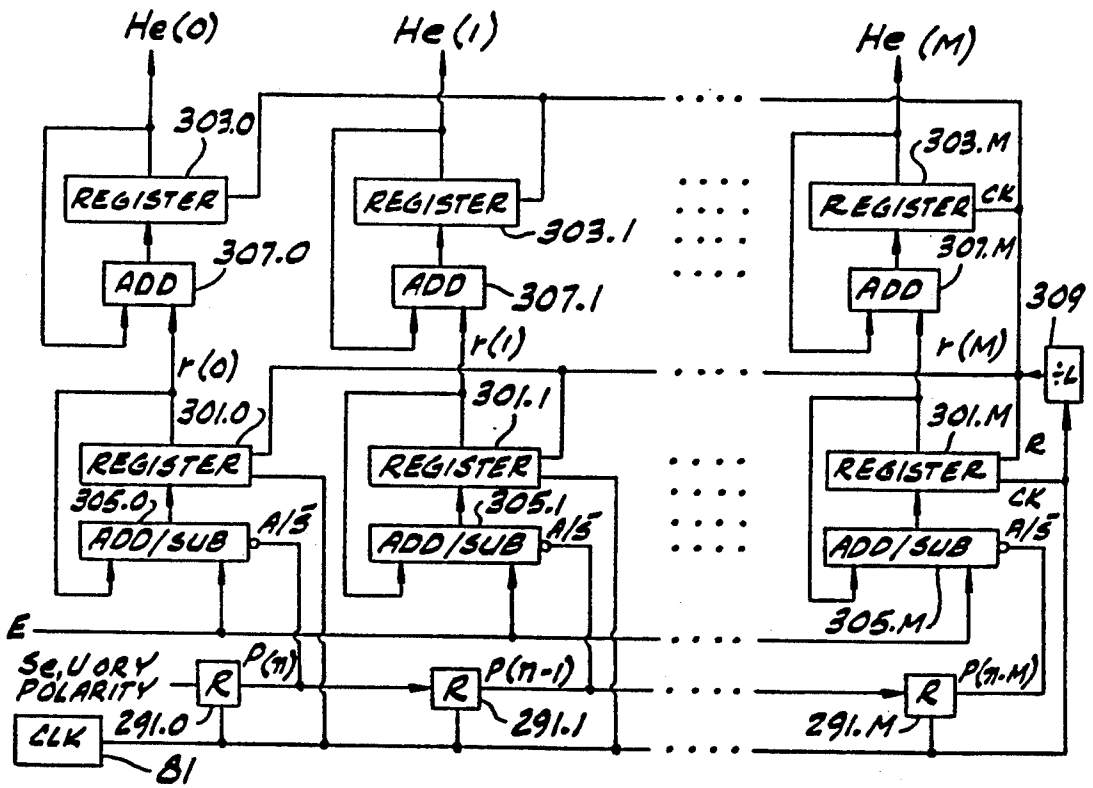 He(0) He(1) He(M)
303.0
303.M
REGISTER REGISTER REGISTER CK
303.1
307.0 307.M
ADD ADD ADD 309
307.1
r(0) r(1) r(M)
÷L
301.0 301.1 301.M
R
REGISTER REGISTER REGISTER
CK
305.0 A/S̄ 305.1 A/S̄ A/S̄
ADD/SUB ADD/SUB ADD/SUB
305.M
E
Se, U OR Y
POLARITY
P(n) P(n-1) P(n-M)
R R R
291.0 291.1 291.M
CLK
81